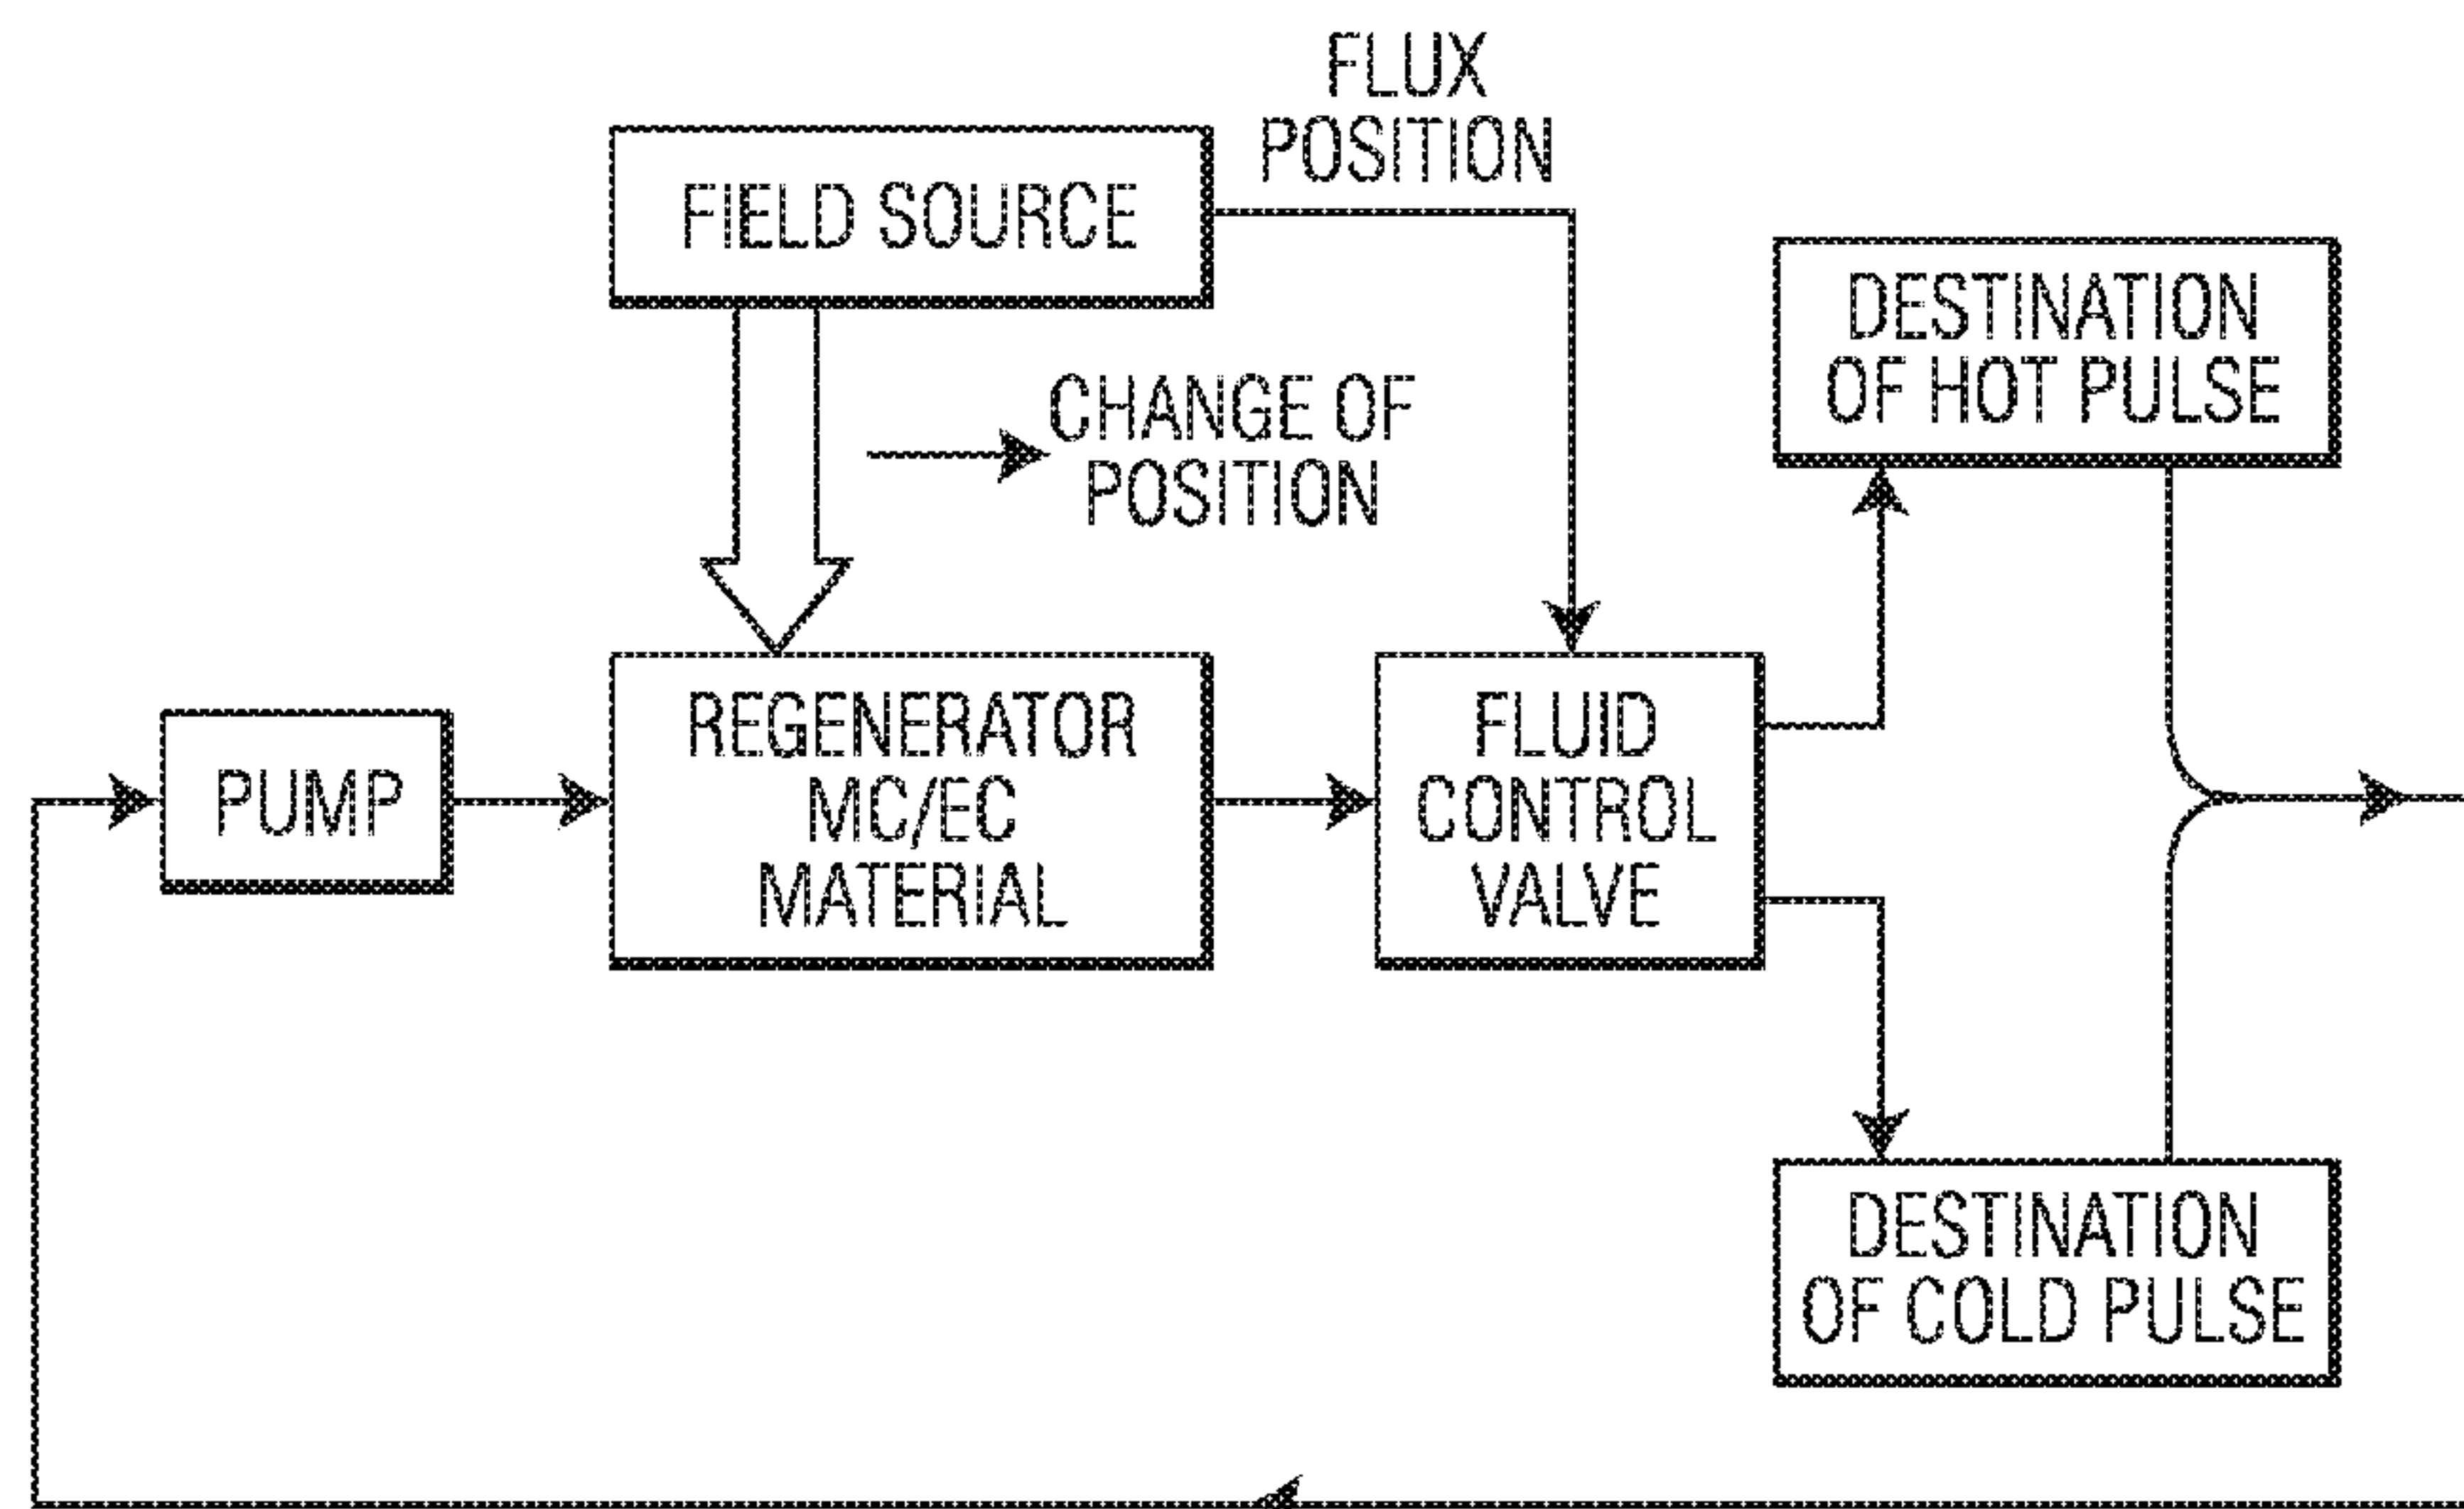 FLUX
POSITION
FIELD SOURCE
DESTINATION
OF HOT PULSE
CHANGE OF
POSITION
PUMP
REGENERATOR
MC/EC
MATERIAL
FLUID
CONTROL
VALVE
DESTINATION
OF COLD PULSE